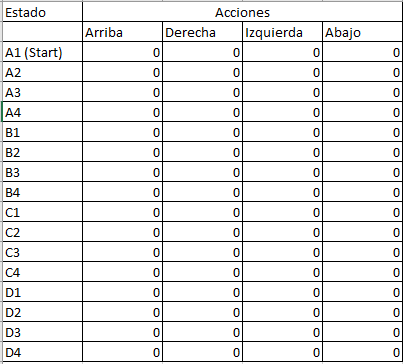 Estado Acciones
Arriba Derecha Izquierda Abajo
A1 (Start) 0 0 0 0
A2 0 0 0 0
A3 0 0 0 0
A4 0 0 0 0
B1 0 0 0 0
B2 0 0 0 0
B3 0 0 0 0
B4 0 0 0 0
C1 0 0 0 0
C2 0 0 0 0
C3 0 0 0 0
C4 0 0 0 0
D1 0 0 0 0
D2 0 0 0 0
D3 0 0 0 0
D4 0 0 0 0